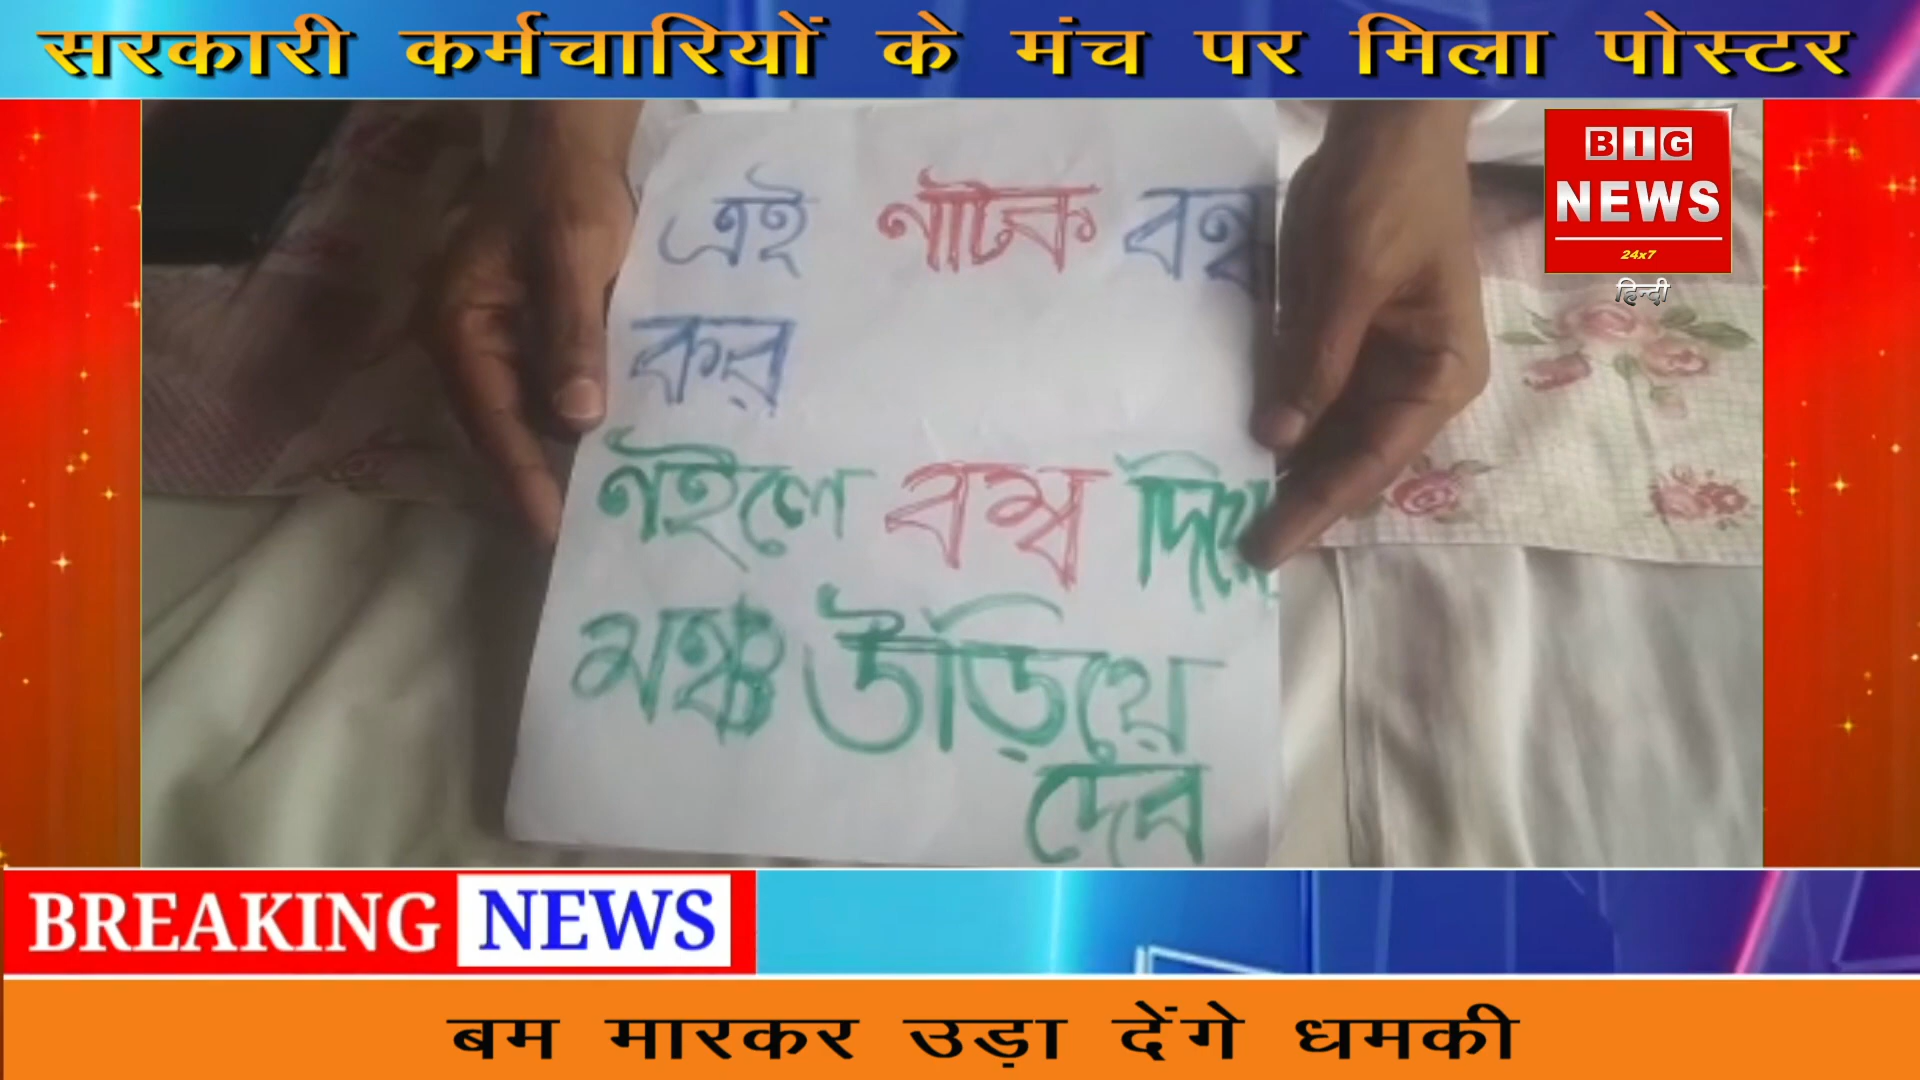 सरकारी कर्मचारियों के मंच पर मिला पोस्टर
BIG
NEWS
24x7
हिन्दी
এই ণাটক বন্ধ
কর
ণইলে বম্ব দিয়ে
মঞ্চ উড়িয়ে
দেব
BREAKING NEWS
बम मारकर उड़ा देंगे धमकी